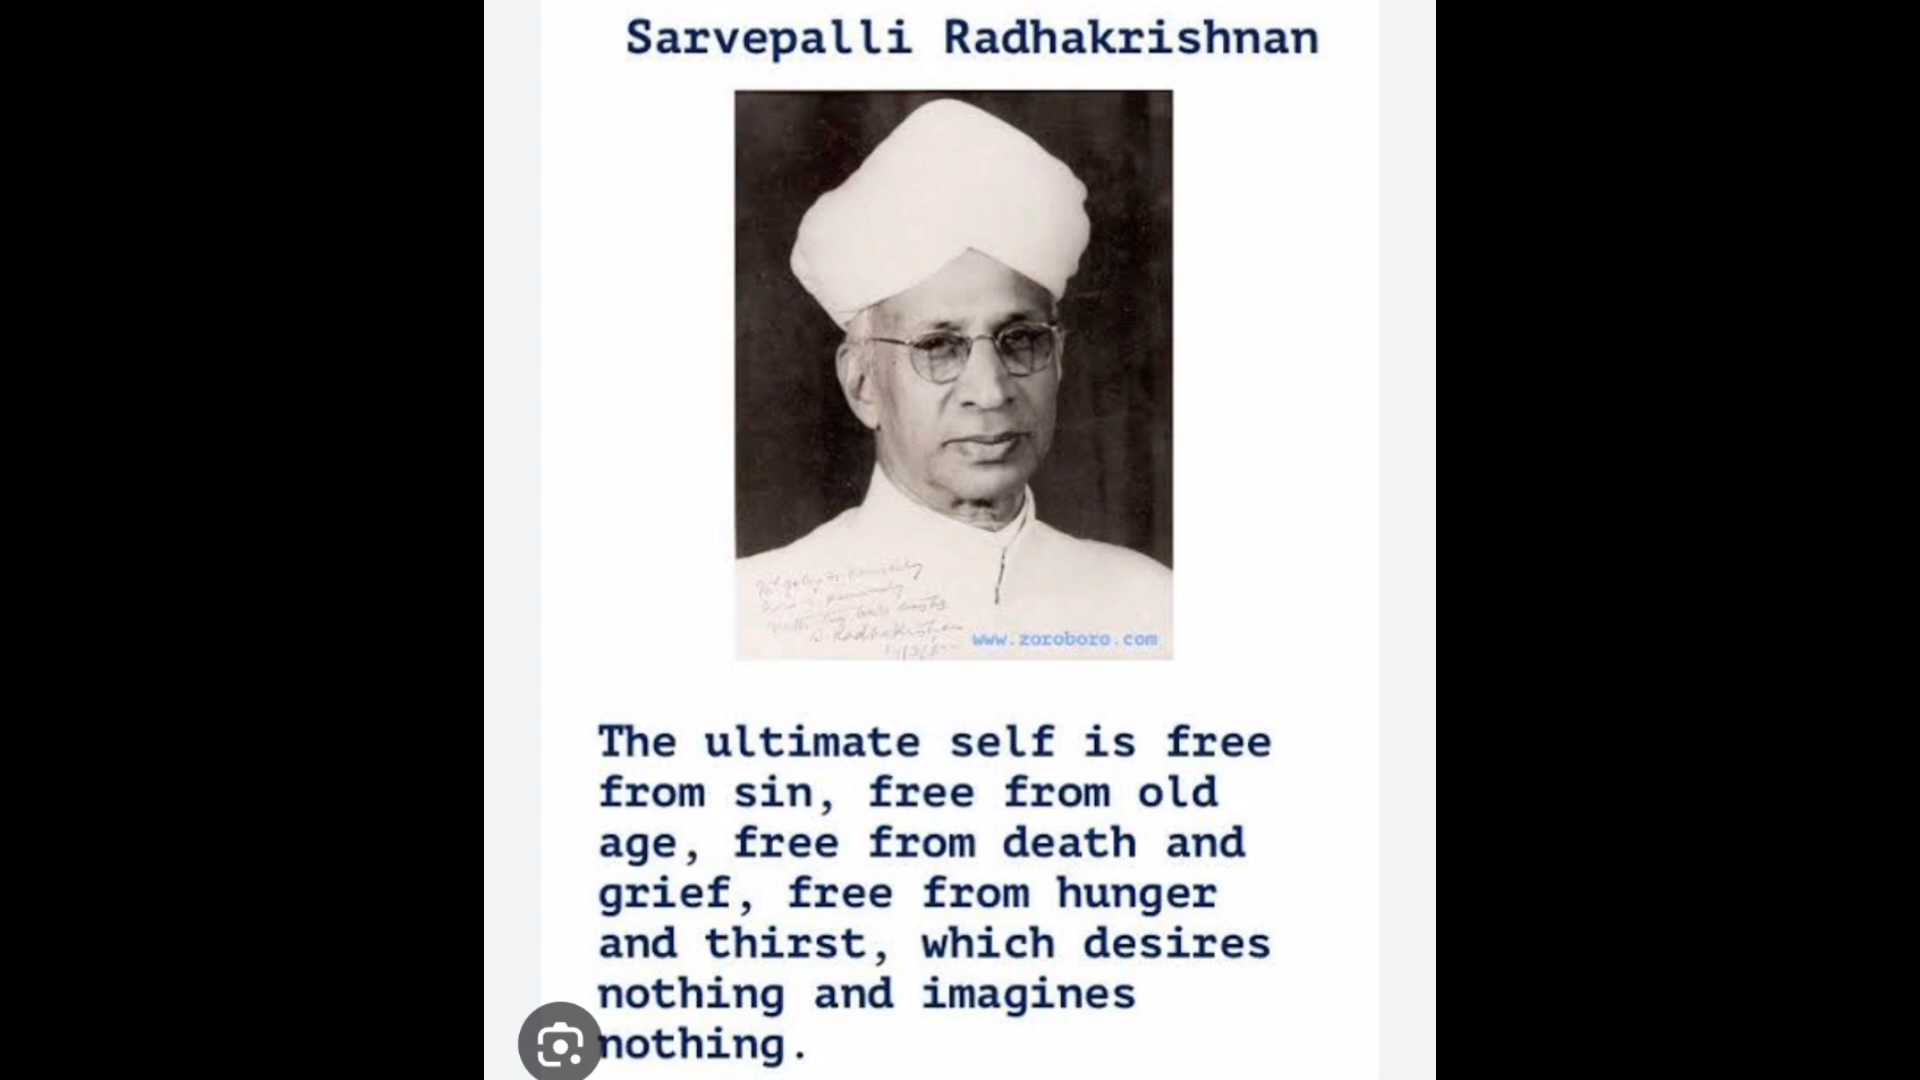 Sarvepalli Radhakrishnan
S. Radhakrishnan
www.zoroboro.com
The ultimate self is free
from sin, free from old
age, free from death and
grief, free from hunger
and thirst, which desires
nothing and imagines
nothing.